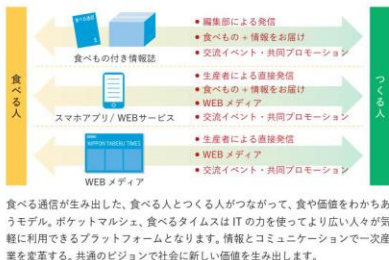 食べる通信
• 編集部による発信
• 食べもの + 情報をお届け
• 交流イベント・共同プロモーション
食べもの付き情報誌
食べる人
つくる人
• 生産者による直接発信
• 食べもの + 情報をお届け
• WEB メディア
• 交流イベント・共同プロモーション
スマホアプリ/ WEBサービス
NIPPON TABERU TIMES
• 生産者による直接発信
• WEB メディア
• 交流イベント・共同プロモーション
WEB メディア
食べる通信が生み出した、食べる人とつくる人がつながって、食や価値をわかちあ
うモデル。ポケットマルシェ、食べるタイムスは IT の力を使ってより広い人々が気
軽に利用できるプラットフォームとなります。情報とコミュニケーションで一次産
業を変革する。共通のビジョンで社会に新しい価値を生み出します。